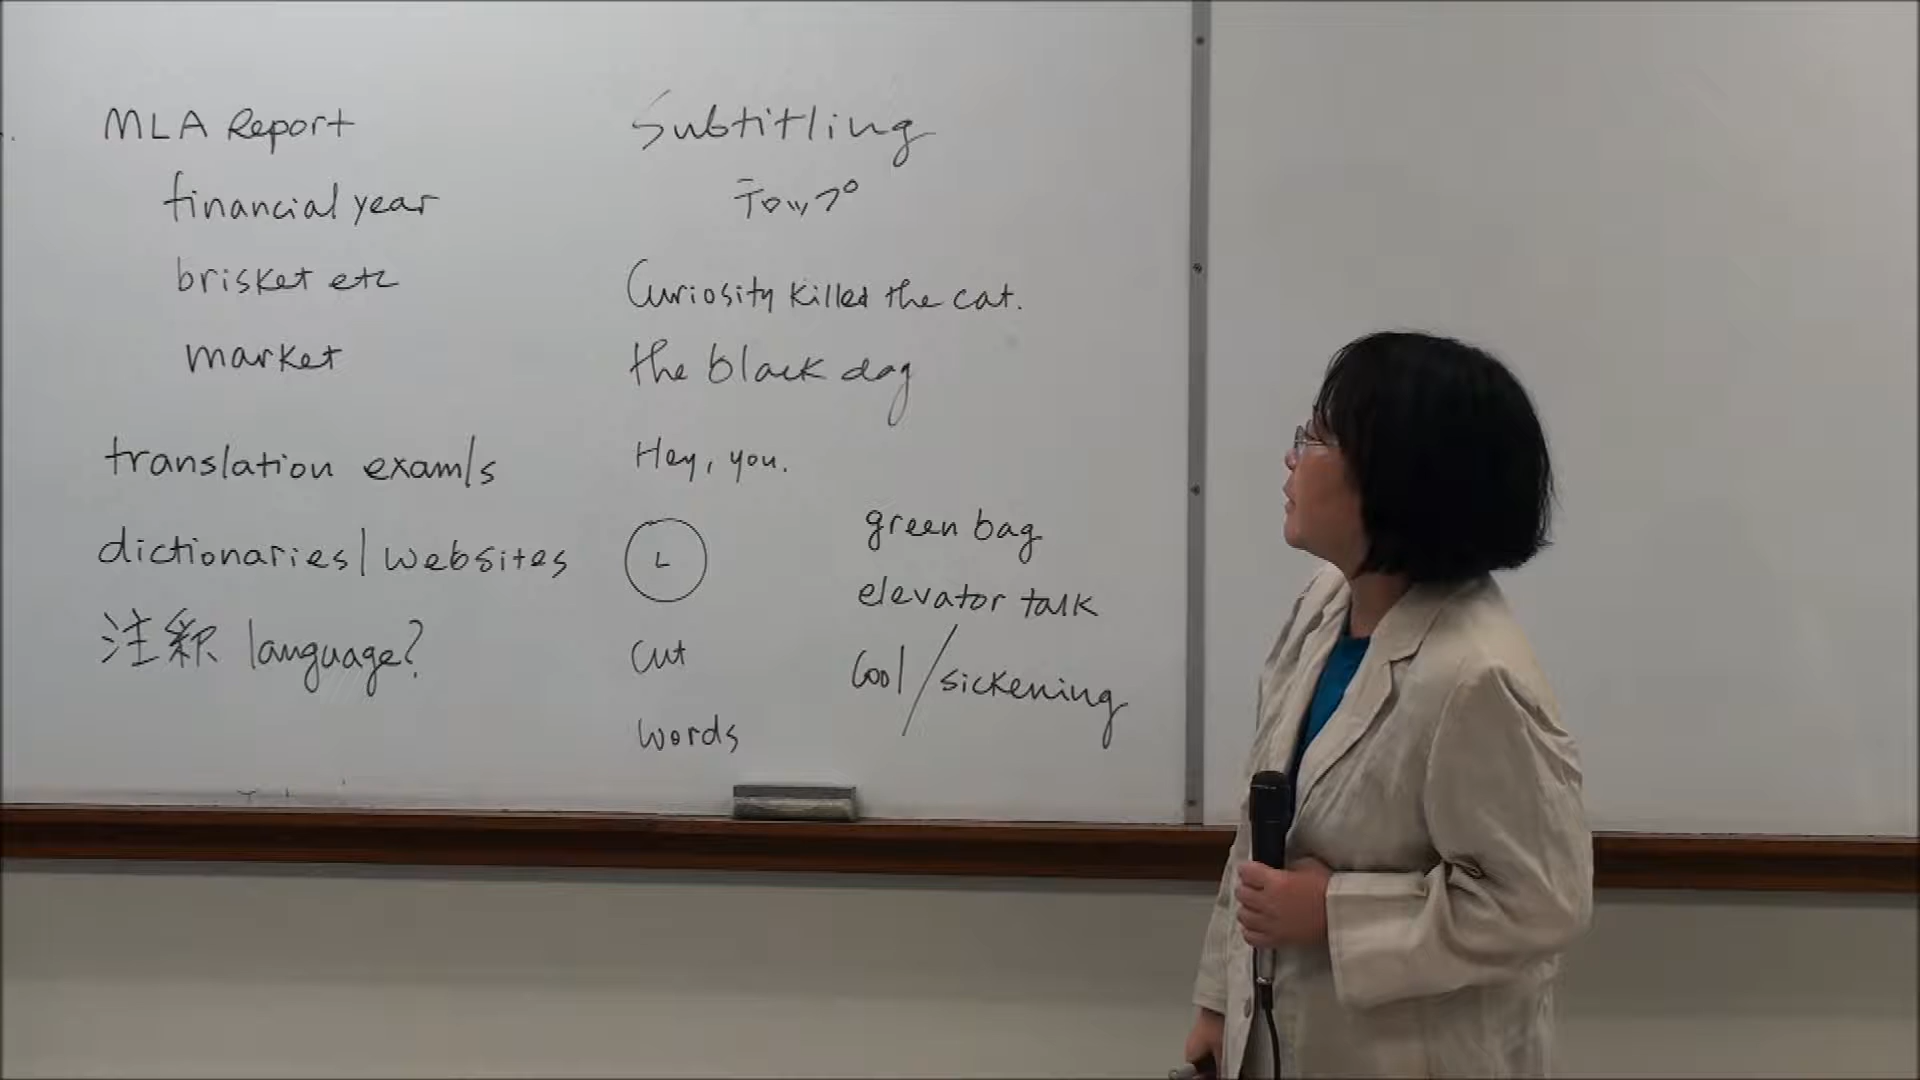 MLA Report
financial year
brisket etc
market
translation exam/s
dictionaries/websites
注釈 language?
Subtitling
テロップ
Curiosity killed the cat.
the black dog
Hey, you.
L
cut
words
green bag
elevator talk
Cool/sickening